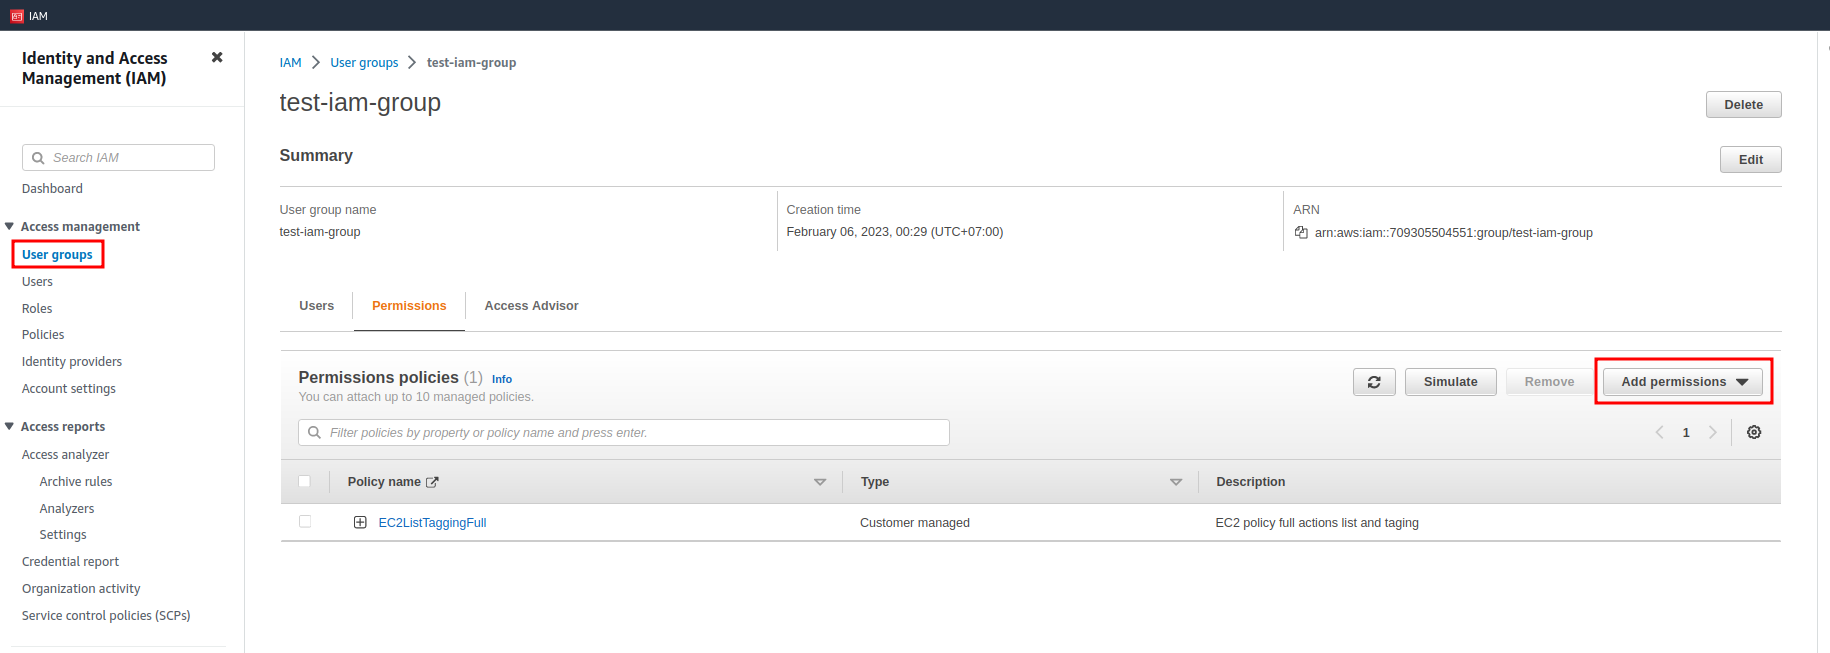 IAM
Identity and Access
Management (IAM)
Search IAM
Dashboard
Access management
User groups
Users
Roles
Policies
Identity providers
Account settings
Access reports
Access analyzer
Archive rules
Analyzers
Settings
Credential report
Organization activity
Service control policies (SCPs)
IAM User groups test-iam-group
test-iam-group
Delete
Summary
Edit
User group name
test-iam-group
Creation time
February 06, 2023, 00:29 (UTC+07:00)
ARN
arn:aws:iam::709305504551:group/test-iam-group
Users Permissions Access Advisor
Permissions policies (1) Info
You can attach up to 10 managed policies.
Simulate Remove Add permissions
Filter policies by property or policy name and press enter.
1
Policy name Type Description
EC2ListTaggingFull Customer managed EC2 policy full actions list and taging